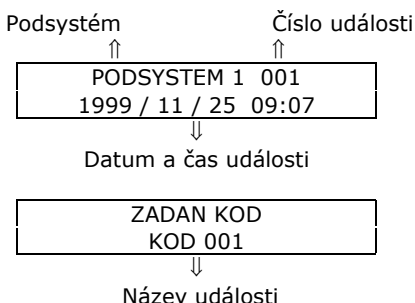 Podsystém Číslo události
⇑ ⇑
PODSYSTEM 1 001
1999 / 11 / 25 09:07
⇓
Datum a čas události
ZADAN KOD
KOD 001
⇓
Název události